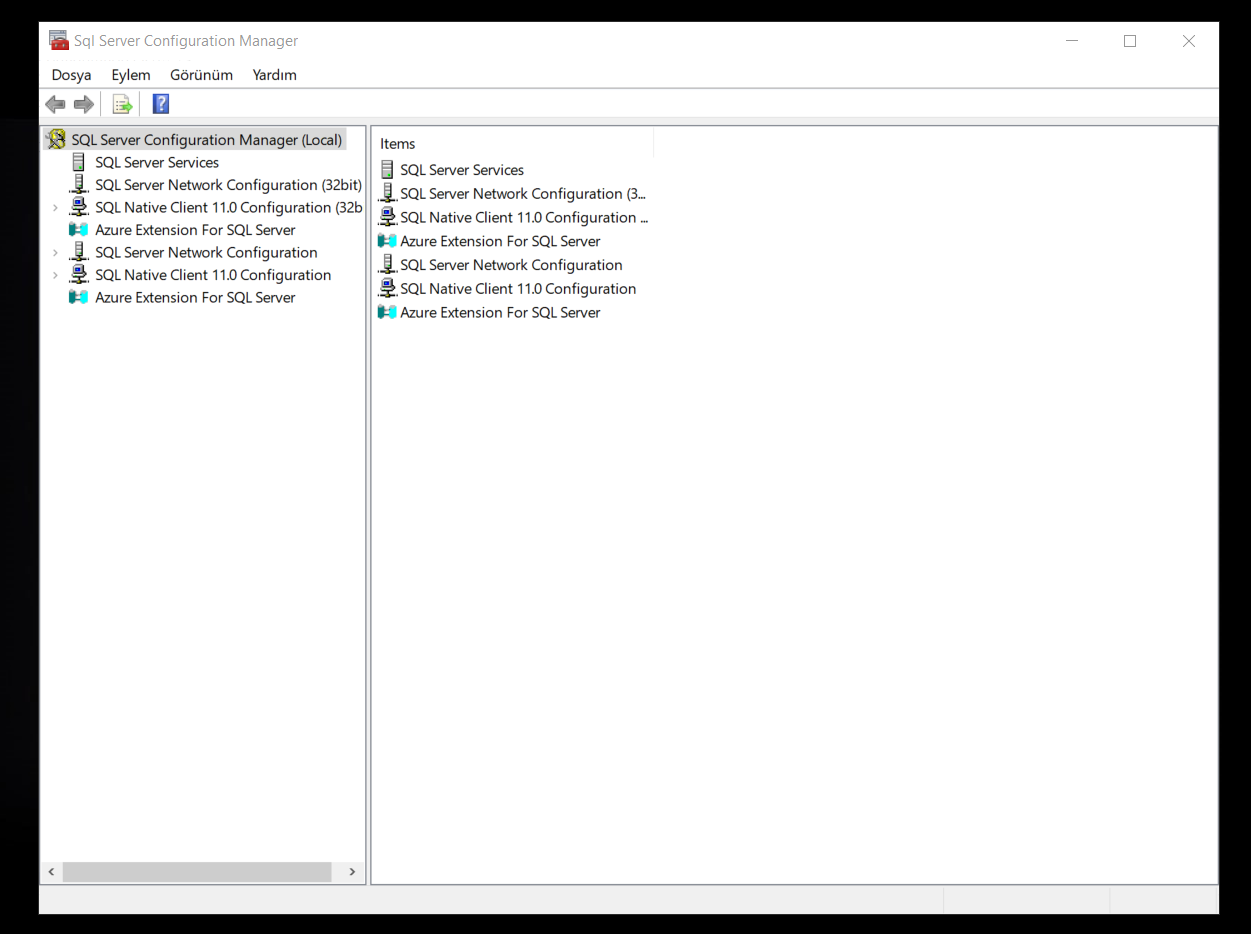 Sql Server Configuration Manager
Dosya Eylem Görünüm Yardım
?
SQL Server Configuration Manager (Local)
SQL Server Services
SQL Server Network Configuration (32bit)
SQL Native Client 11.0 Configuration (32b
Azure Extension For SQL Server
SQL Server Network Configuration
SQL Native Client 11.0 Configuration
Azure Extension For SQL Server
Items
SQL Server Services
SQL Server Network Configuration (3...
SQL Native Client 11.0 Configuration ...
Azure Extension For SQL Server
SQL Server Network Configuration
SQL Native Client 11.0 Configuration
Azure Extension For SQL Server